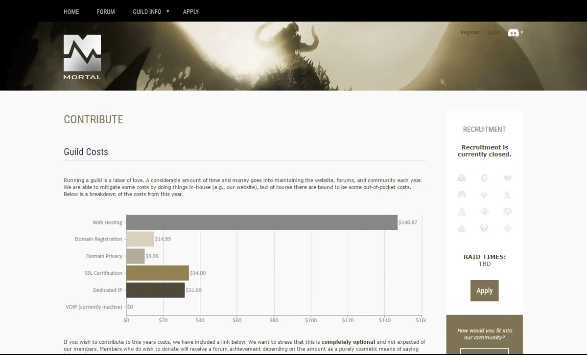 HOME FORUM GUILD INFO APPLY
Register
MORTAL
CONTRIBUTE
Guild Costs
Running a guild is a labor of love. A considerable amount of time and money goes into maintaining the website, forums, and community each year.
We are able to mitigate some costs by doing things in-house (e.g., our website), but of course there are bound to be some out-of-pocket costs.
Below is a breakdown of the costs from this year.
Web Hosting $146.87
Domain Registration $14.99
Domain Privacy $9.99
SSL Certification $34.00
Dedicated IP
VOIP (currently inactive) $0
$0 $20 $40 $60 $80 $100 $120 $140
If you wish to contribute to this years costs, we have included a link below. We want to stress that this is completely optional and not expected of
our members. Members who do wish to donate will receive a forum achievement depending on the amount as a purely cosmetic means of saying
RECRUITMENT
Recruitment is
currently closed.
RAID TIMES:
TBD
Apply
How would you fit into
our community?